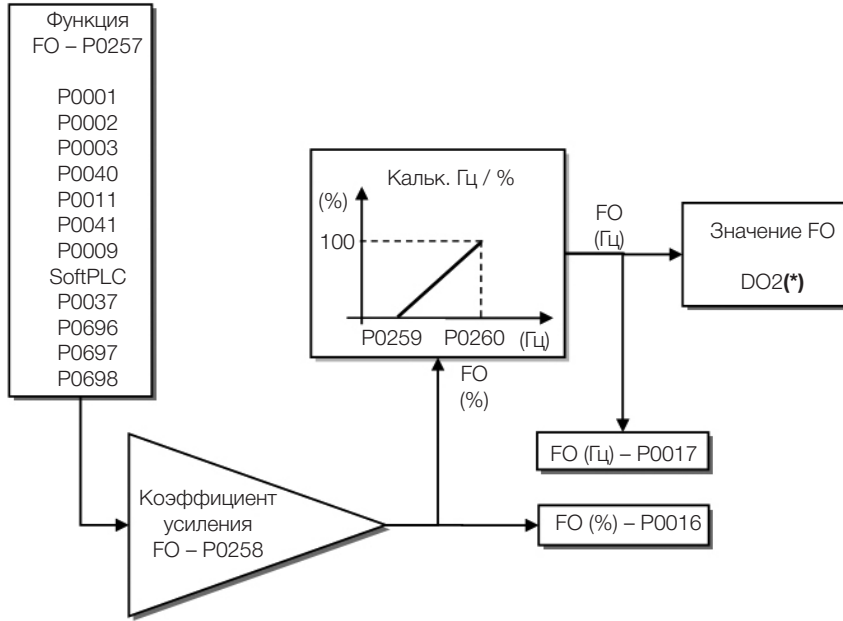 Функция
FO – P0257
P0001
P0002
P0003
P0040
P0011
P0041
P0009
SoftPLC
P0037
P0696
P0697
P0698
Кальк. Гц / %
(%)
100
P0259
P0260
(Гц)
FO
(Гц)
Значение FO
DO2(*)
FO
(%)
FO (Гц) – P0017
FO (%) – P0016
Коэффициент
усиления
FO – P0258